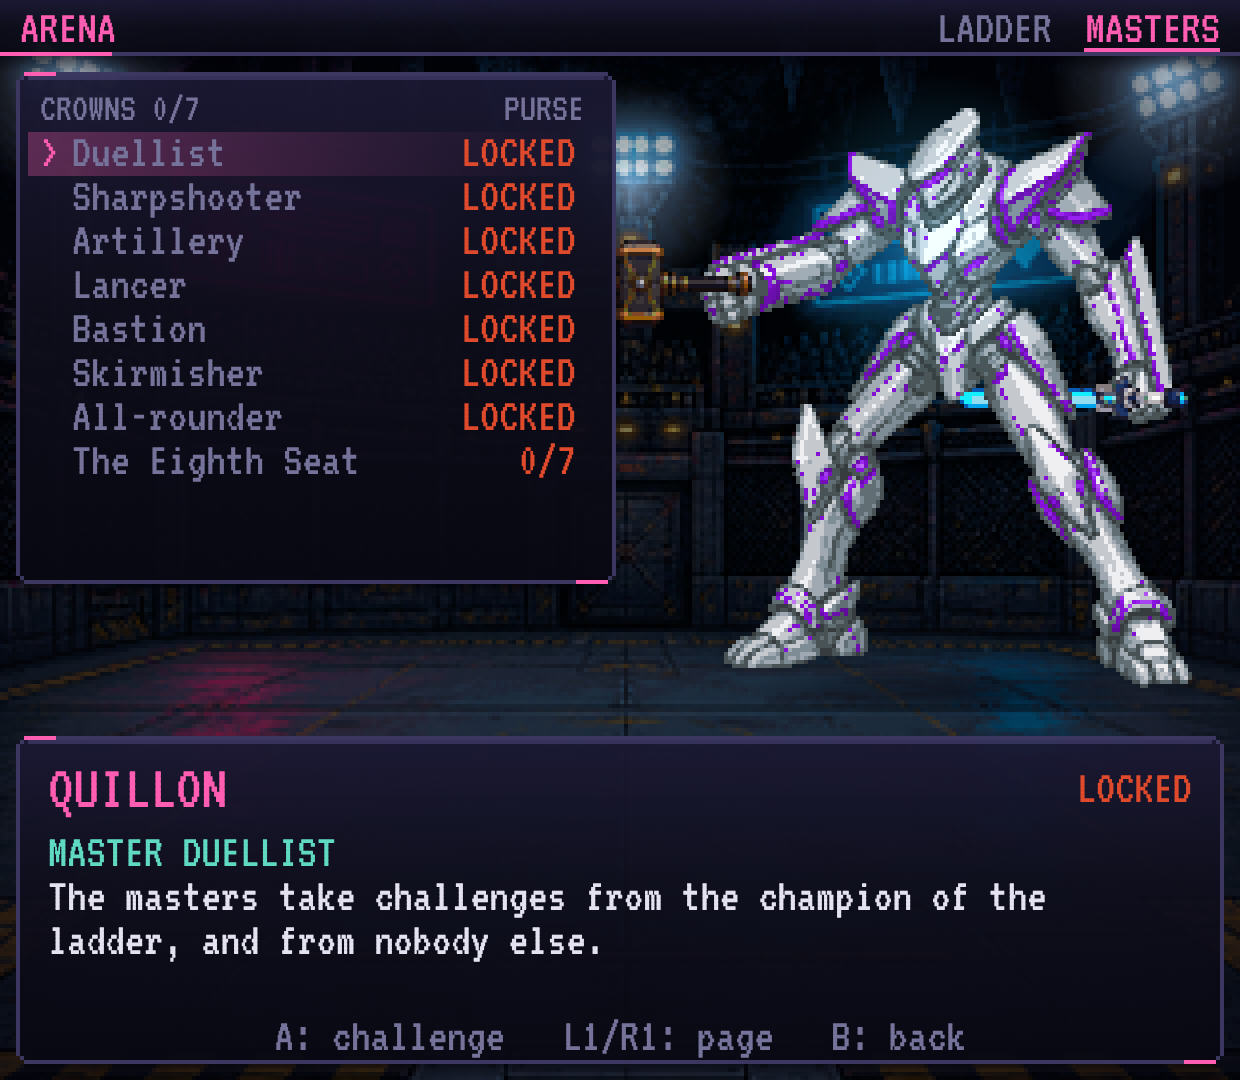 ARENA LADDER MASTERS
CROWNS 0/7 PURSE
> Duellist LOCKED
Sharpshooter LOCKED
Artillery LOCKED
Lancer LOCKED
Bastion LOCKED
Skirmisher LOCKED
All-rounder LOCKED
The Eighth Seat 0/7
QUILLON LOCKED
MASTER DUELLIST
The masters take challenges from the champion of the
ladder, and from nobody else.
A: challenge L1/R1: page B: back